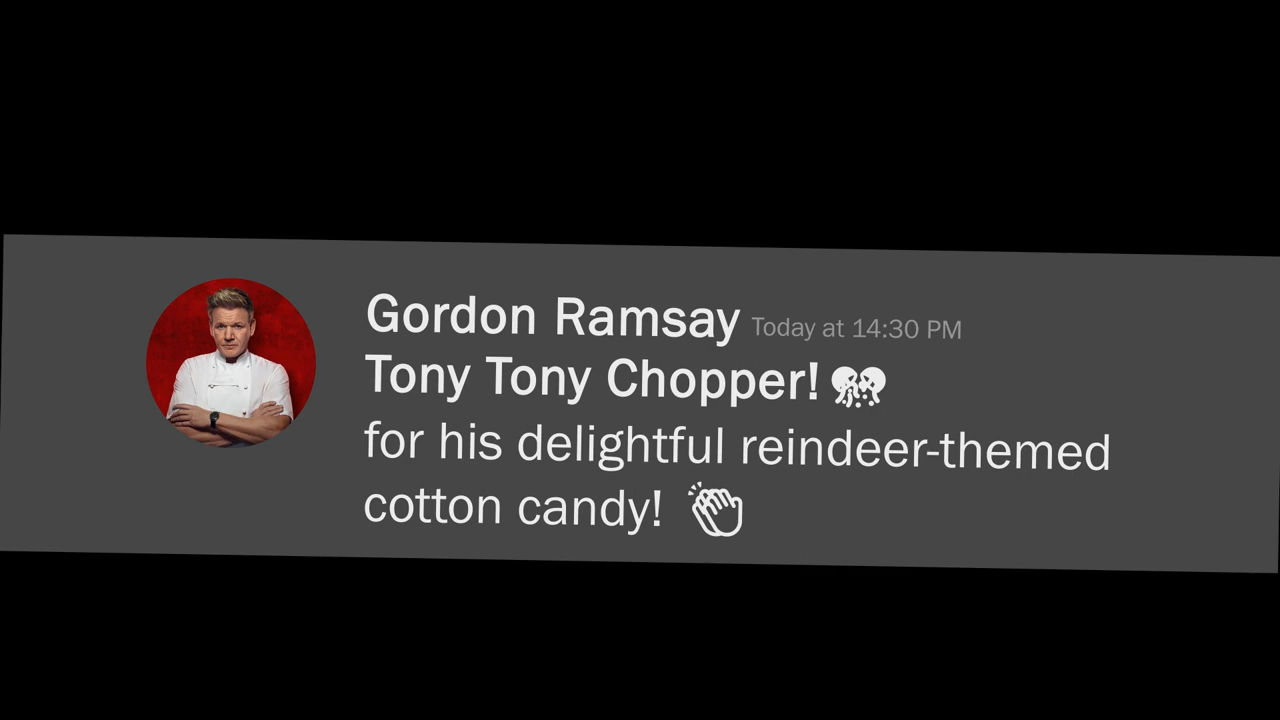 Gordon Ramsay Today at 14:30 PM
Tony Tony Chopper!
for his delightful reindeer-themed
cotton candy! 👏